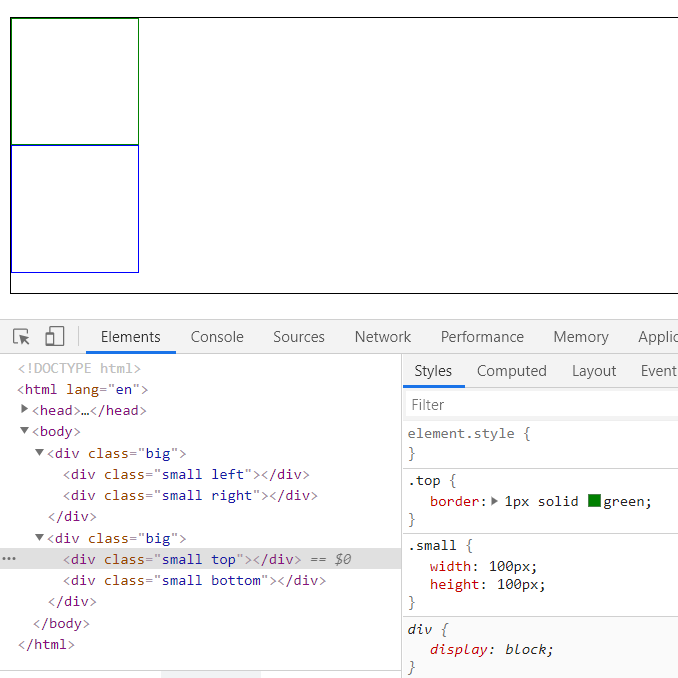 Elements Console Sources Network Performance Memory Applic
<!DOCTYPE html>
<html lang="en">
<head>…</head>
<body>
<div class="big">
<div class="small left"></div>
<div class="small right"></div>
</div>
<div class="big">
<div class="small top"></div> == $0
<div class="small bottom"></div>
</div>
</body>
</html>
Styles Computed Layout Event
Filter
element.style {
}
.top {
border: 1px solid green;
}
.small {
width: 100px;
height: 100px;
}
div {
display: block;
}